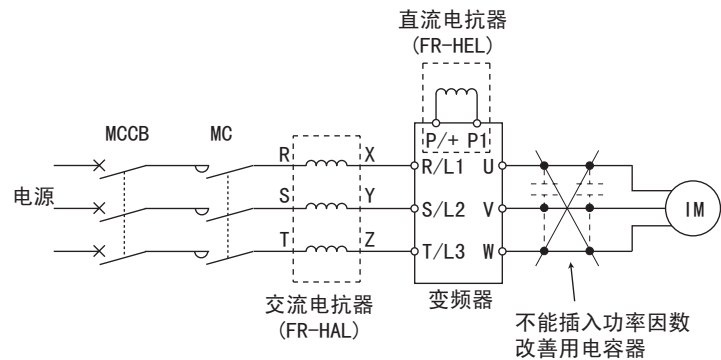 直流电抗器
(FR-HEL)
MCCB
MC
P/+ P1
R
X
R/L1
U
电源
S
Y
S/L2
V
IM
T
Z
T/L3
W
交流电抗器
(FR-HAL)
变频器
不能插入功率因数
改善用电容器